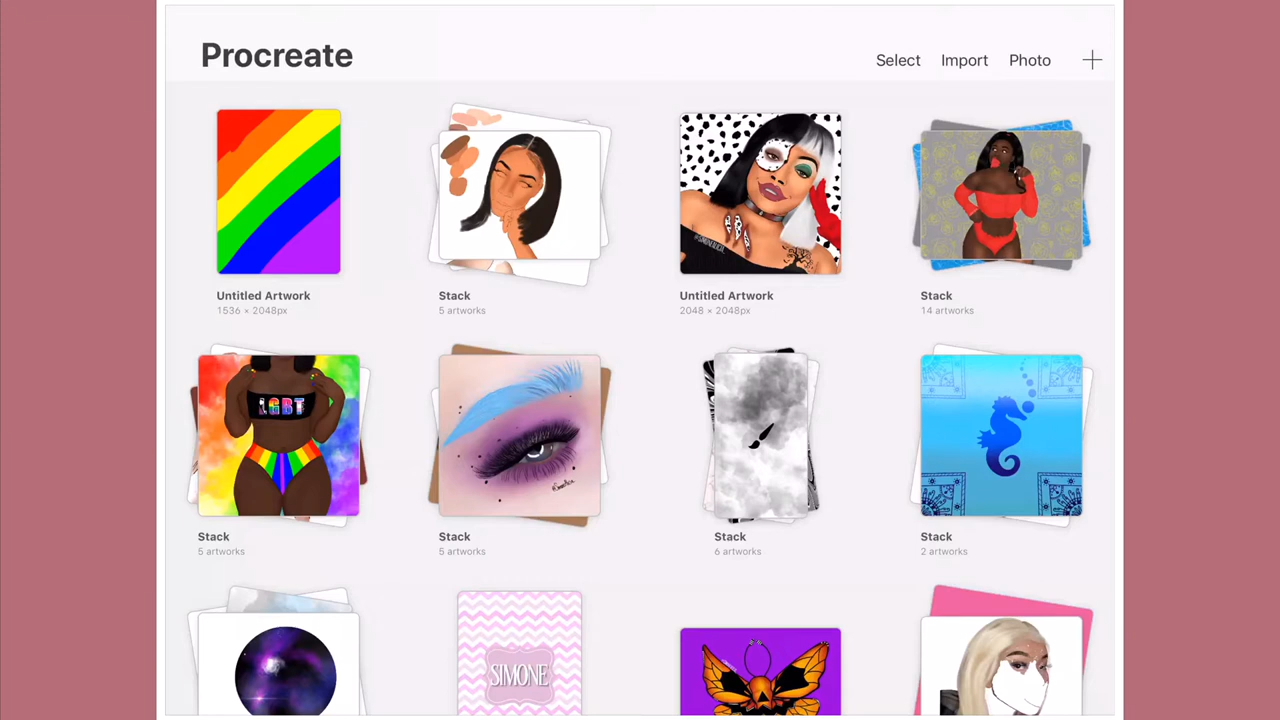 Procreate
Select Import Photo
Untitled Artwork
1536 × 2048px
Stack
5 artworks
Untitled Artwork
2048 × 2048px
Stack
14 artworks
LGBT
Stack
5 artworks
Stack
5 artworks
Stack
6 artworks
Stack
2 artworks
SIMONE